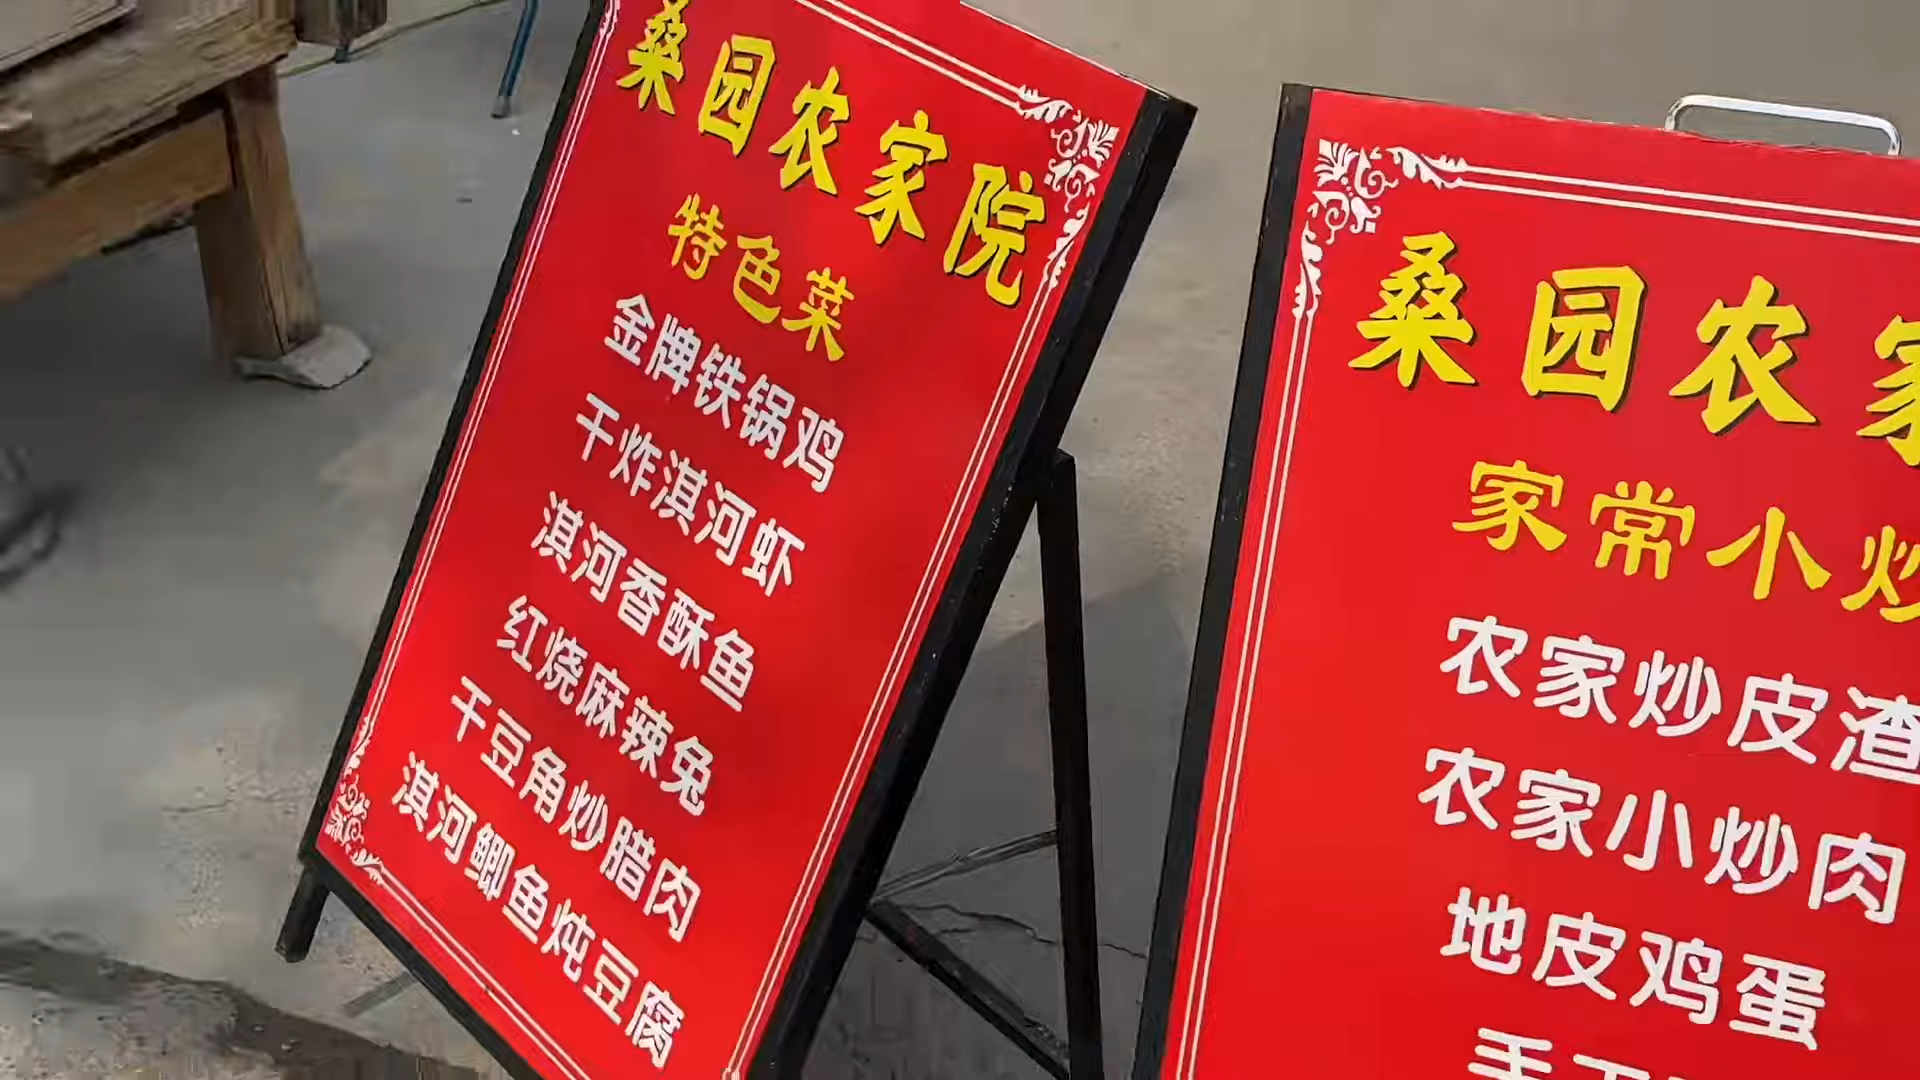 桑园农家院
特色菜
金牌铁锅鸡
干炸淇河虾
淇河香酥鱼
红烧麻辣兔
干豆角炒腊肉
淇河鲫鱼炖豆腐
桑园农家
家常小炒
农家炒皮渣
农家小炒肉
地皮鸡蛋
手工